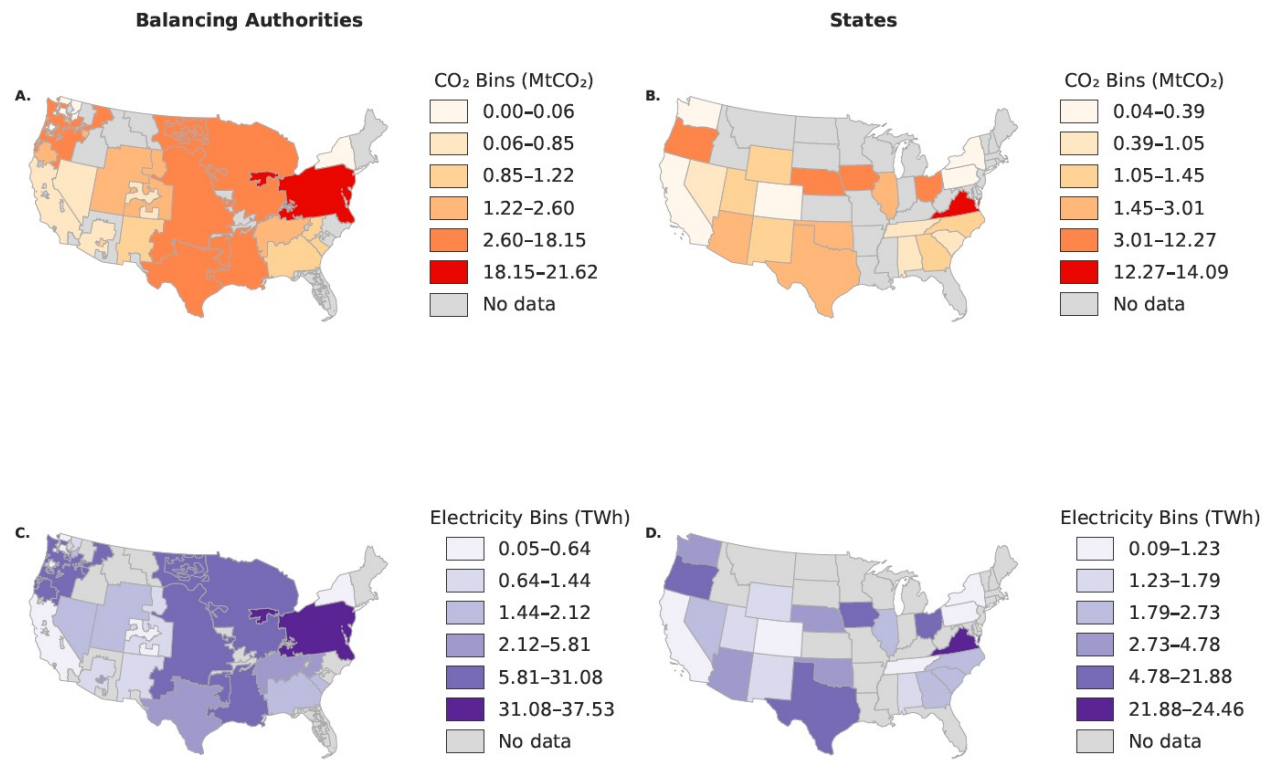 Balancing Authorities
States
A.
CO₂ Bins (MtCO₂)
0.00–0.06
0.06–0.85
0.85–1.22
1.22–2.60
2.60–18.15
18.15–21.62
No data
B.
CO₂ Bins (MtCO₂)
0.04–0.39
0.39–1.05
1.05–1.45
1.45–3.01
3.01–12.27
12.27–14.09
No data
C.
Electricity Bins (TWh)
0.05–0.64
0.64–1.44
1.44–2.12
2.12–5.81
5.81–31.08
31.08–37.53
No data
D.
Electricity Bins (TWh)
0.09–1.23
1.23–1.79
1.79–2.73
2.73–4.78
4.78–21.88
21.88–24.46
No data